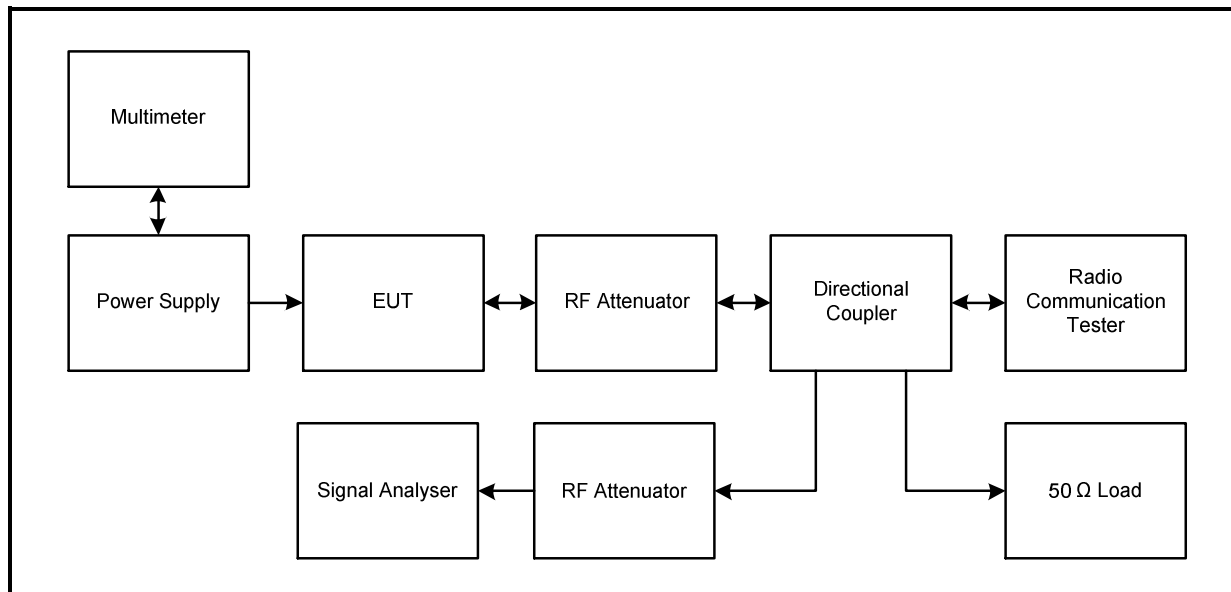 Multimeter
Power Supply
EUT
RF Attenuator
Directional
Coupler
Radio
Communication
Tester
Signal Analyser
RF Attenuator
50 Ω Load